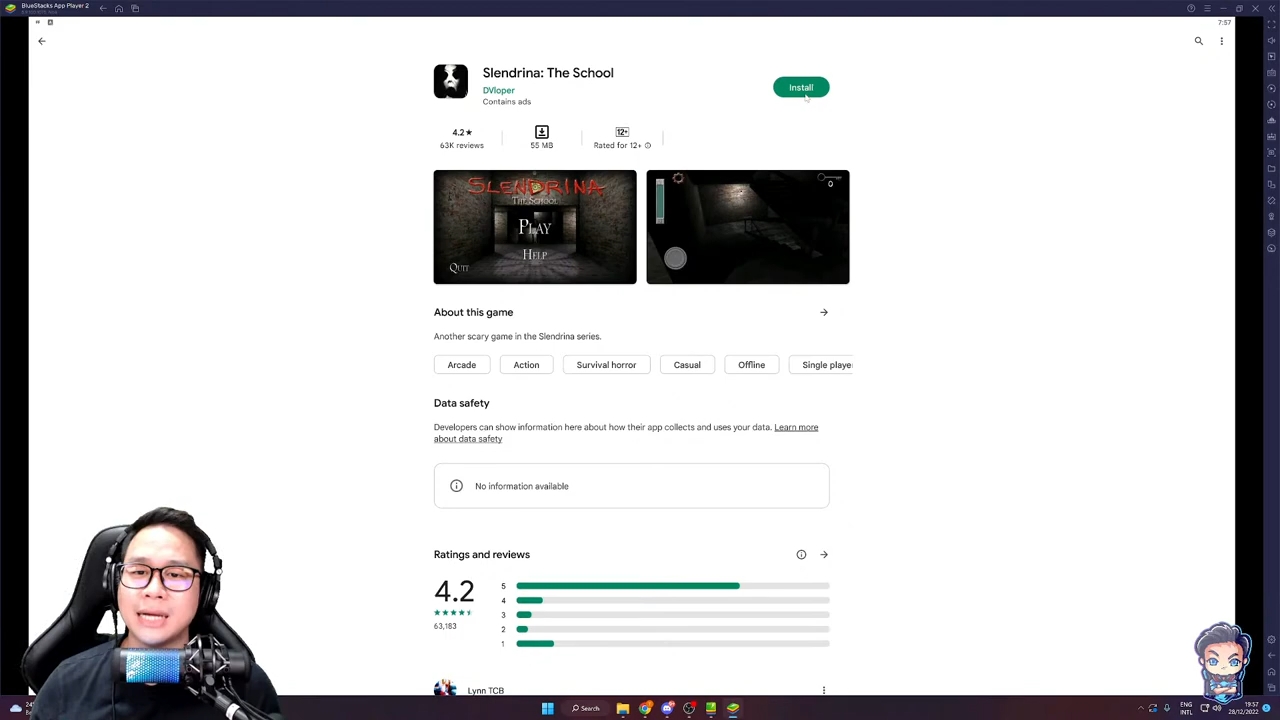 BlueStacks App Player 2
7:57
Slendrina: The School
DVloper
Contains ads
Install
4.2★
63K reviews
55 MB
12+
Rated for 12+
SLENDRINA
THE SCHOOL
PLAY
HELP
QUIT
0
About this game
Another scary game in the Slendrina series.
Arcade
Action
Survival horror
Casual
Offline
Single playe
Data safety
Developers can show information here about how their app collects and uses your data. Learn more
about data safety
No information available
Ratings and reviews
4.2
63,183
5
4
3
2
1
Lynn TCB
Search
ENG
INTL
19:57
28/12/2022